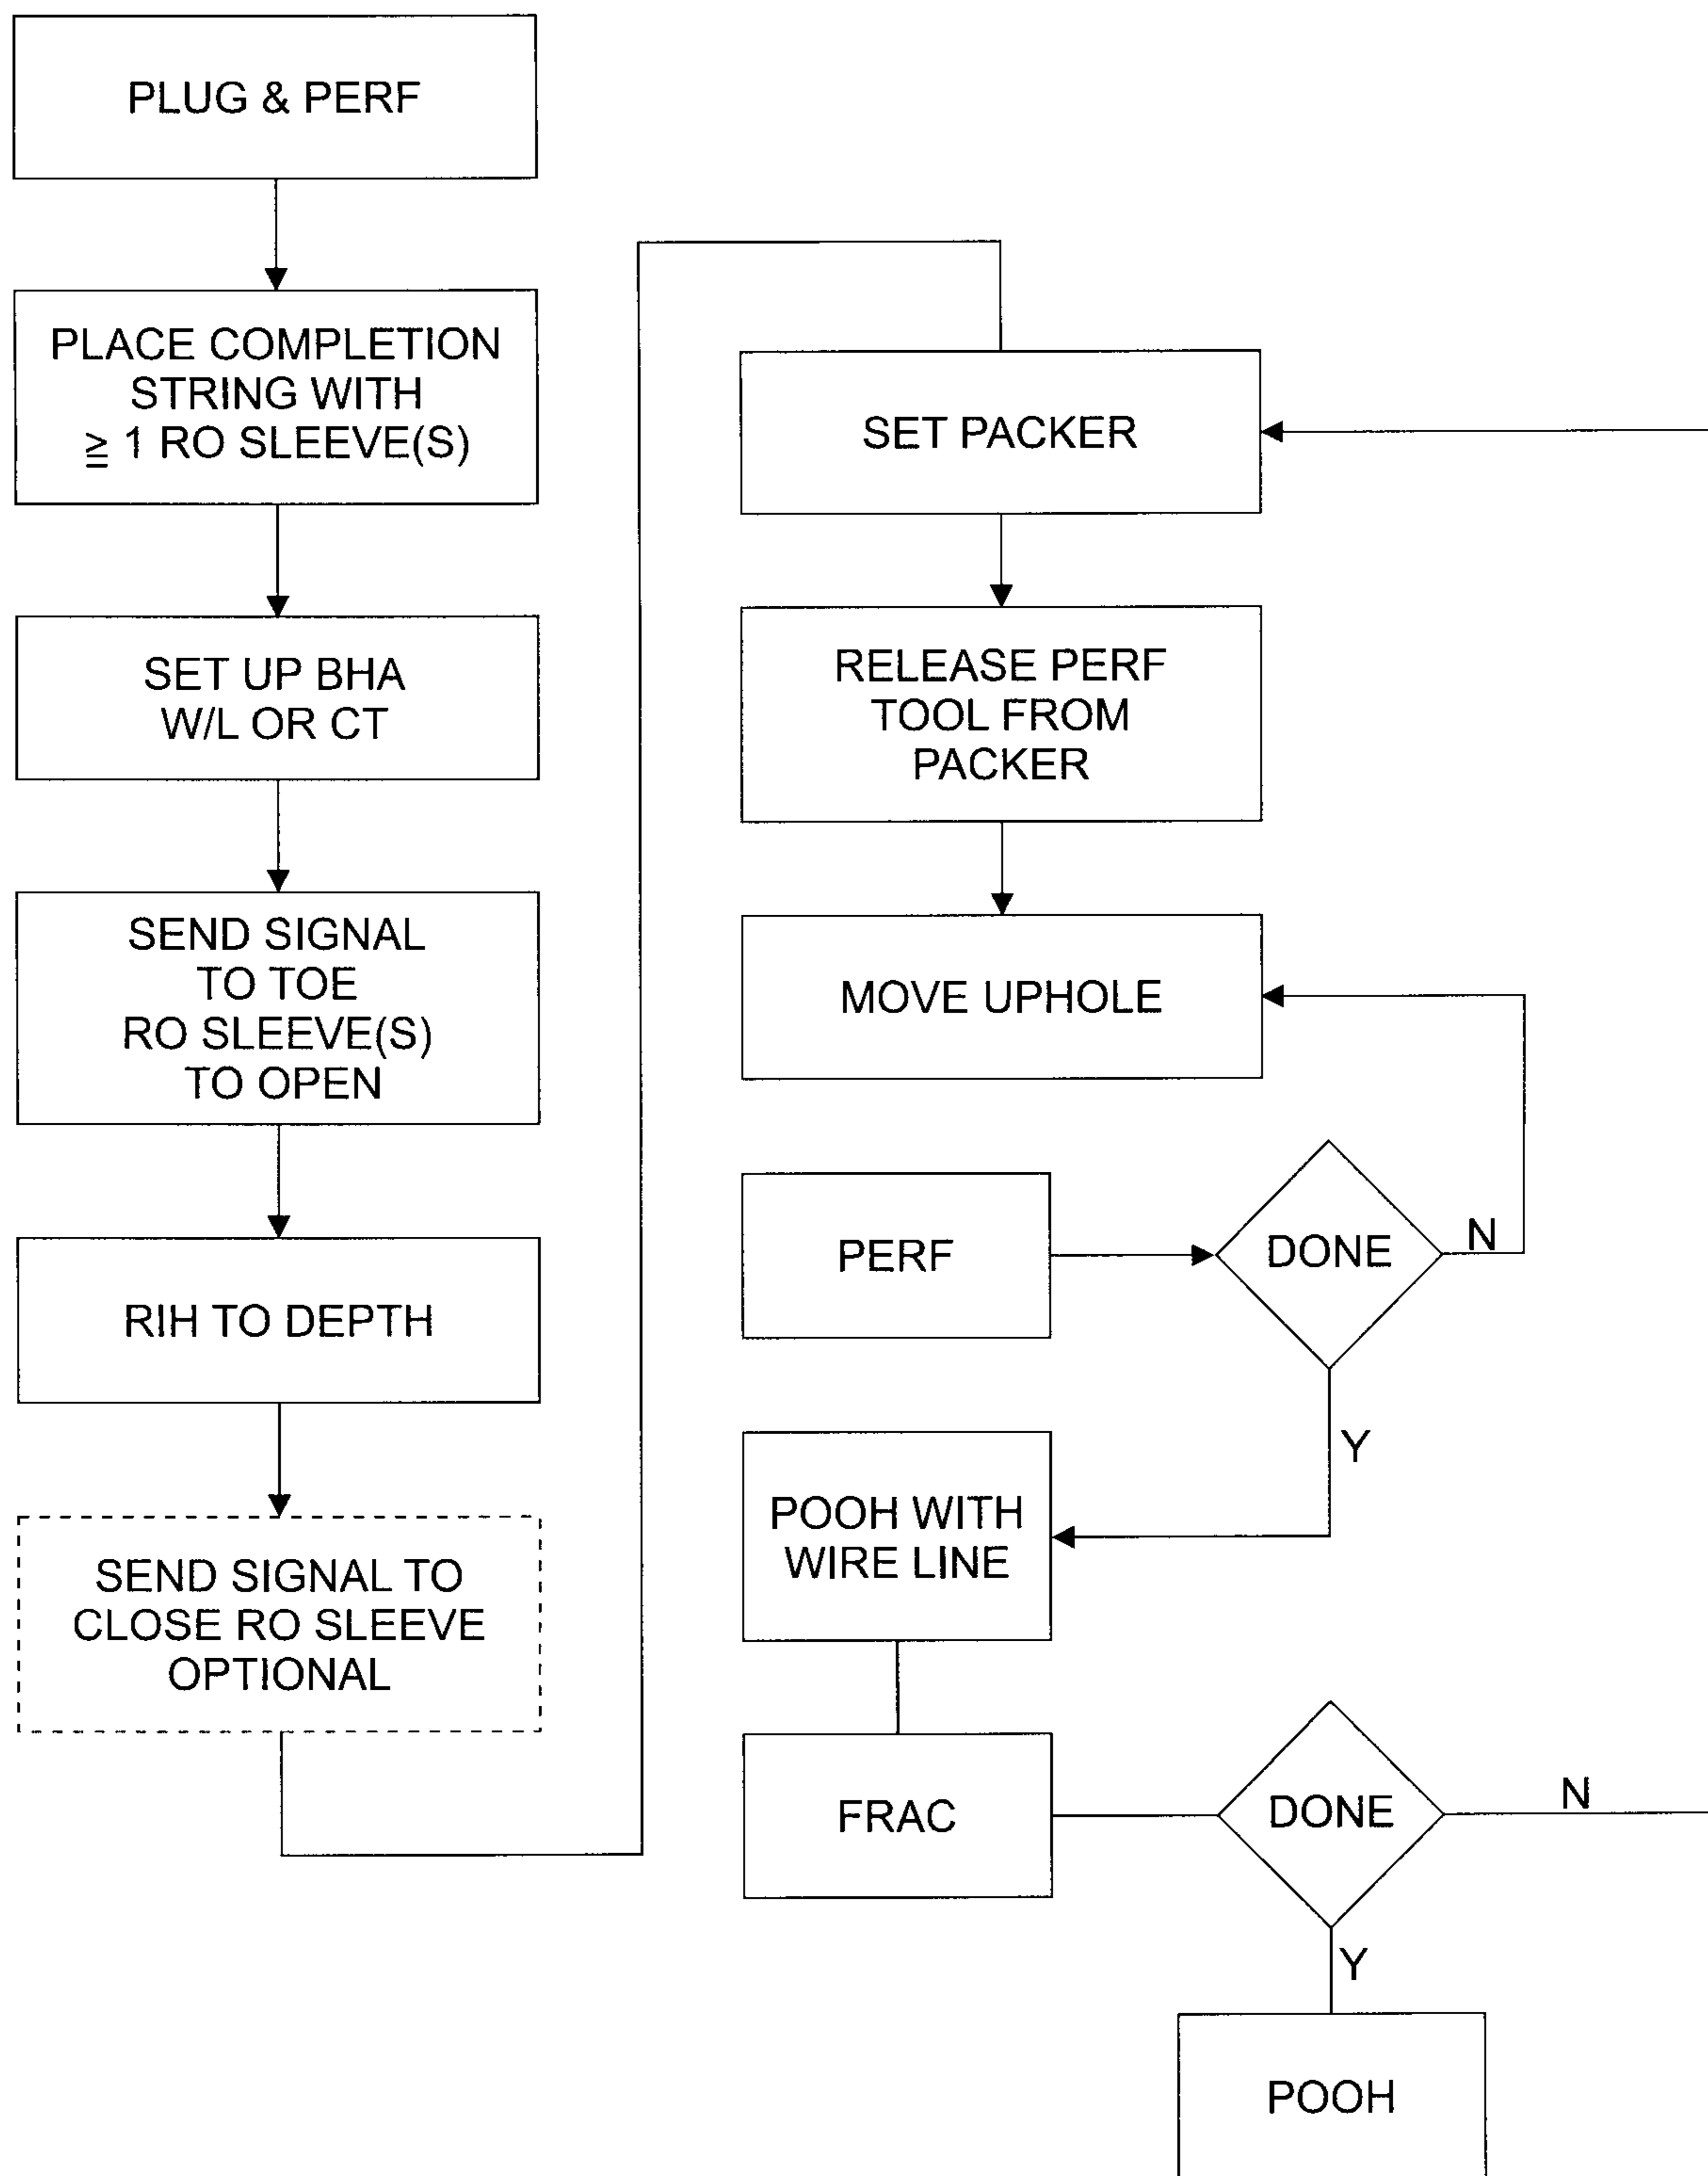 PLUG & PERF
PLACE COMPLETION
STRING WITH
≧ 1 RO SLEEVE(S)
SET UP BHA
W/L OR CT
SEND SIGNAL
TO TOE
RO SLEEVE(S)
TO OPEN
RIH TO DEPTH
SEND SIGNAL TO
CLOSE RO SLEEVE
OPTIONAL
SET PACKER
RELEASE PERF
TOOL FROM
PACKER
MOVE UPHOLE
PERF
DONE
N
Y
POOH WITH
WIRE LINE
FRAC
DONE
N
Y
POOH